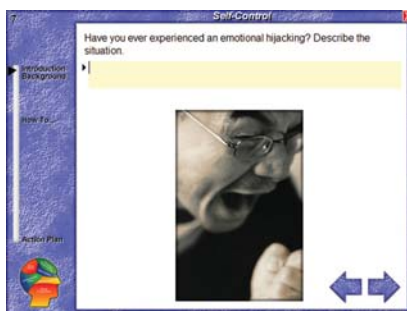 7
Self-Control
Have you ever experienced an emotional hijacking? Describe the
situation.
Introduction
Background
How To...
Action Plan